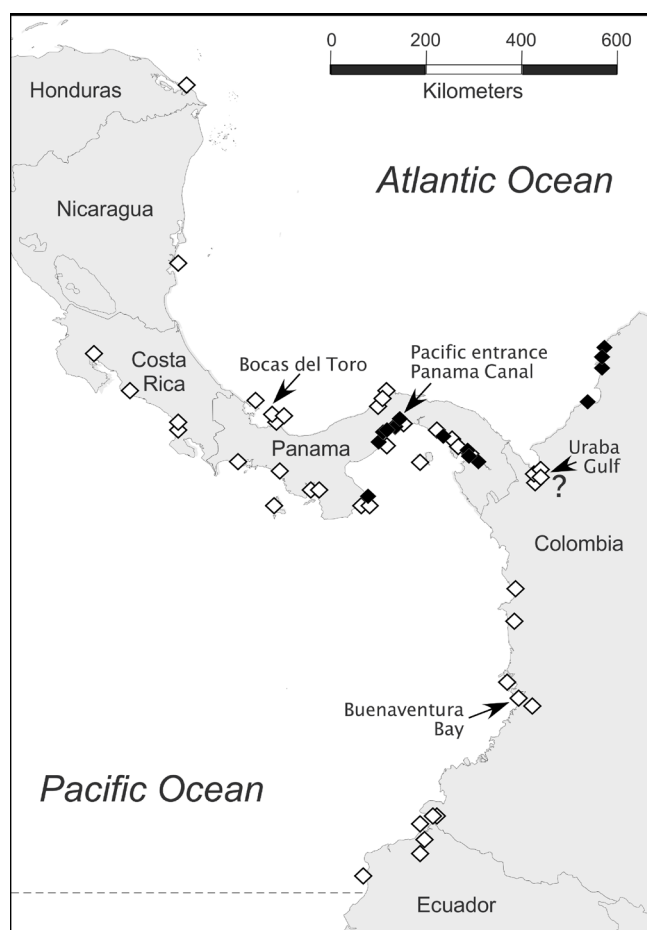 0 200 400 600
Kilometers
Honduras
Atlantic Ocean
Nicaragua
Costa
Rica
Bocas del Toro
Pacific entrance
Panama Canal
Panama
Uraba
Gulf
?
Colombia
Buenaventura
Bay
Pacific Ocean
Ecuador